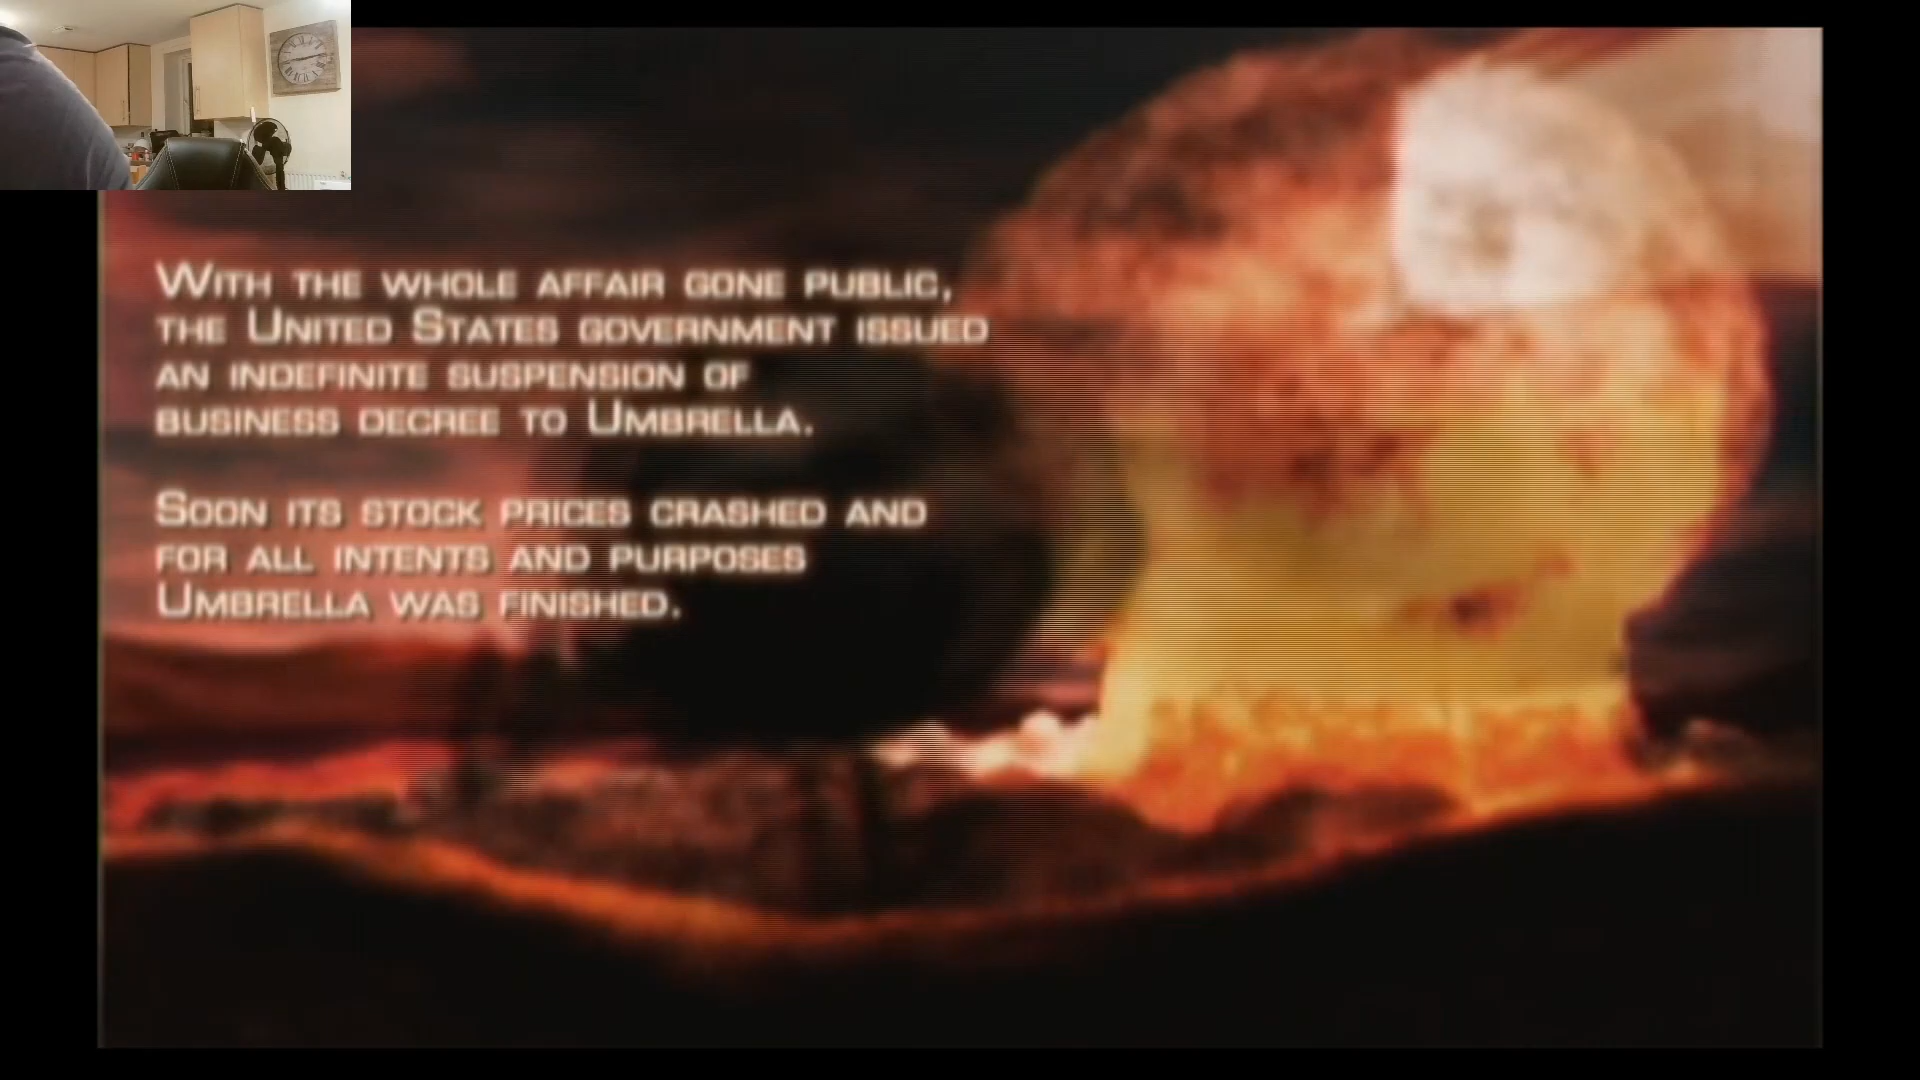 With the whole affair gone public,
the United States government issued
an indefinite suspension of
business decree to Umbrella.
Soon its stock prices crashed and
for all intents and purposes
Umbrella was finished.